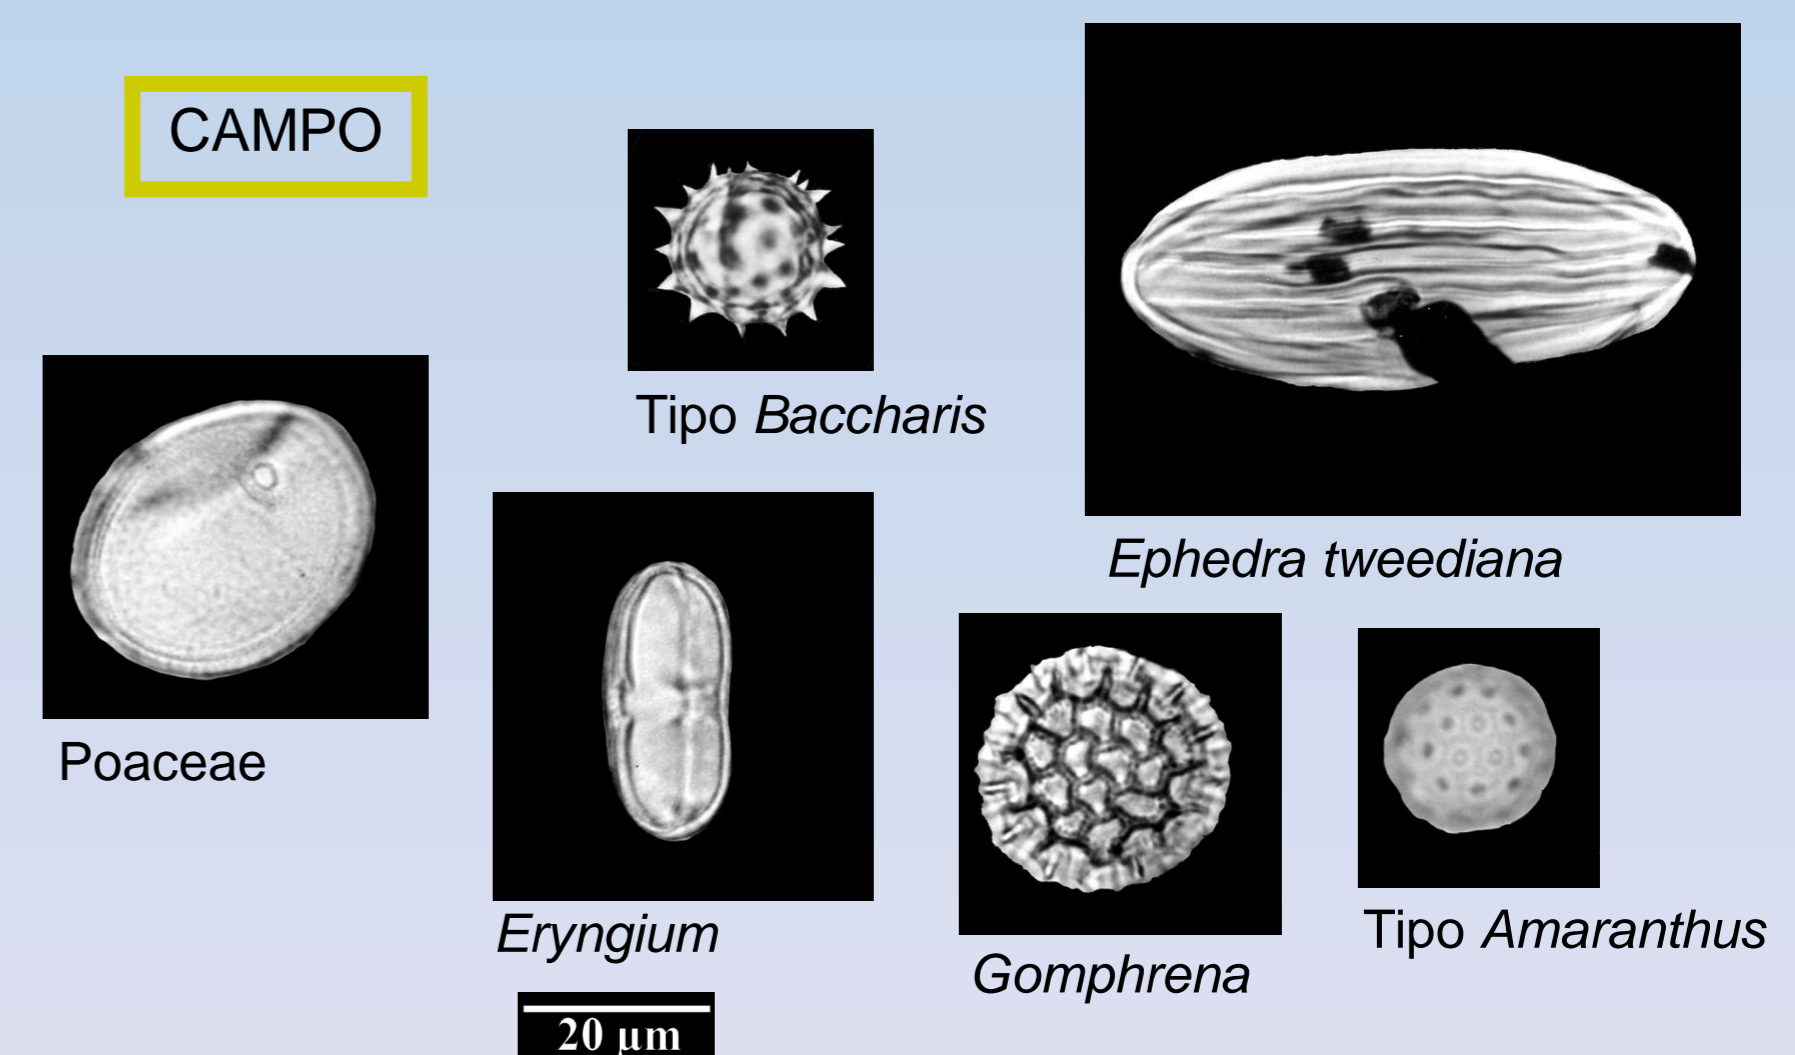 CAMPO
Tipo Baccharis
Ephedra tweediana
Poaceae
Eryngium
Gomphrena
Tipo Amaranthus
20 µm